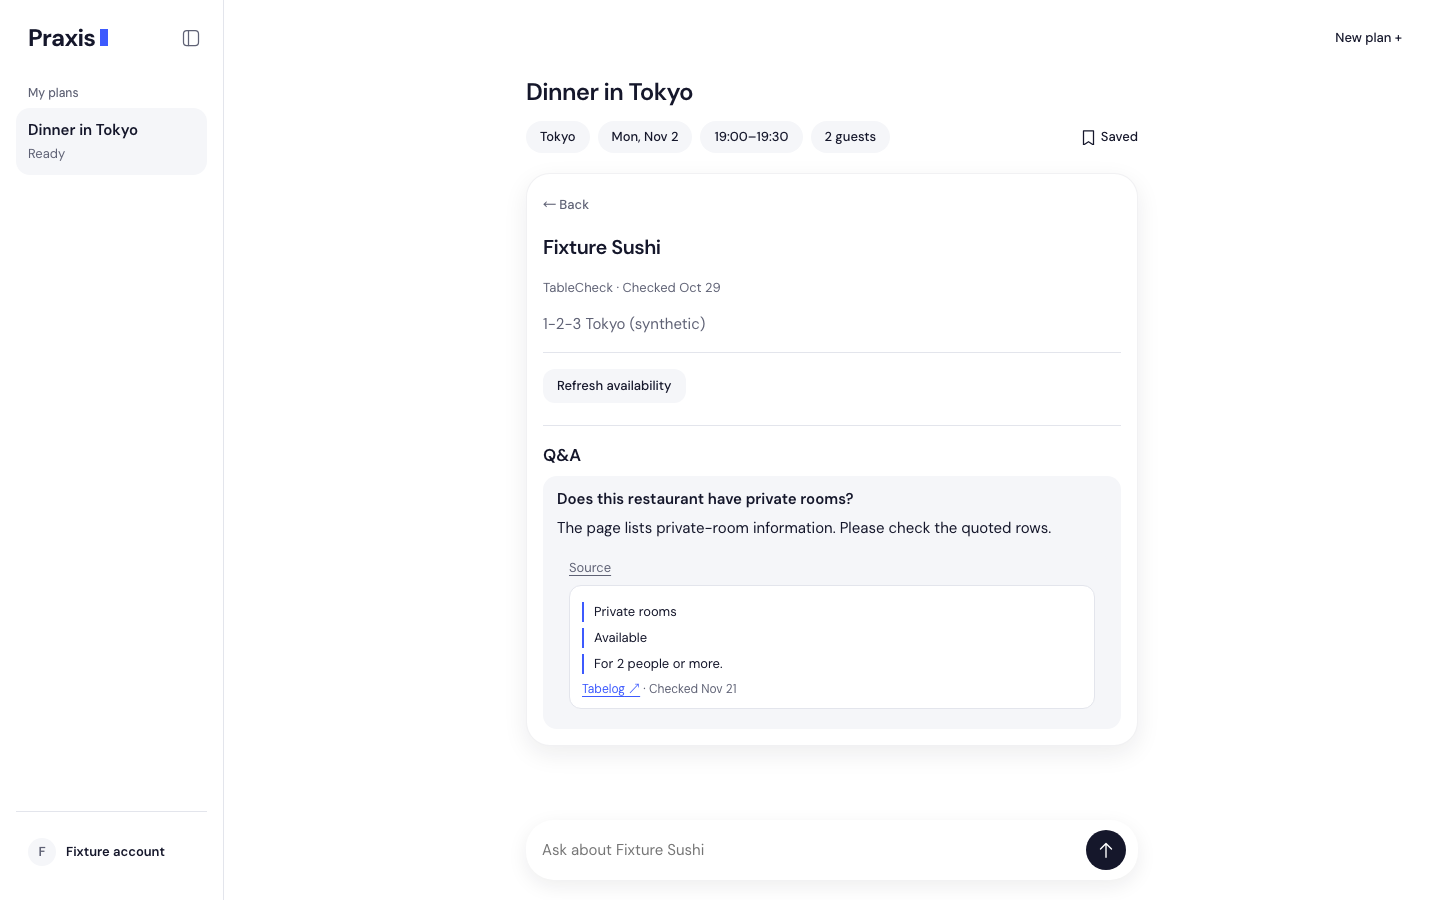 Praxis
New plan +
My plans
Dinner in Tokyo
Ready
Dinner in Tokyo
Tokyo
Mon, Nov 2
19:00–19:30
2 guests
Saved
← Back
Fixture Sushi
TableCheck · Checked Oct 29
1-2-3 Tokyo (synthetic)
Refresh availability
Q&A
Does this restaurant have private rooms?
The page lists private-room information. Please check the quoted rows.
Source
Private rooms
Available
For 2 people or more.
Tabelog ↗ · Checked Nov 21
Ask about Fixture Sushi
F Fixture account